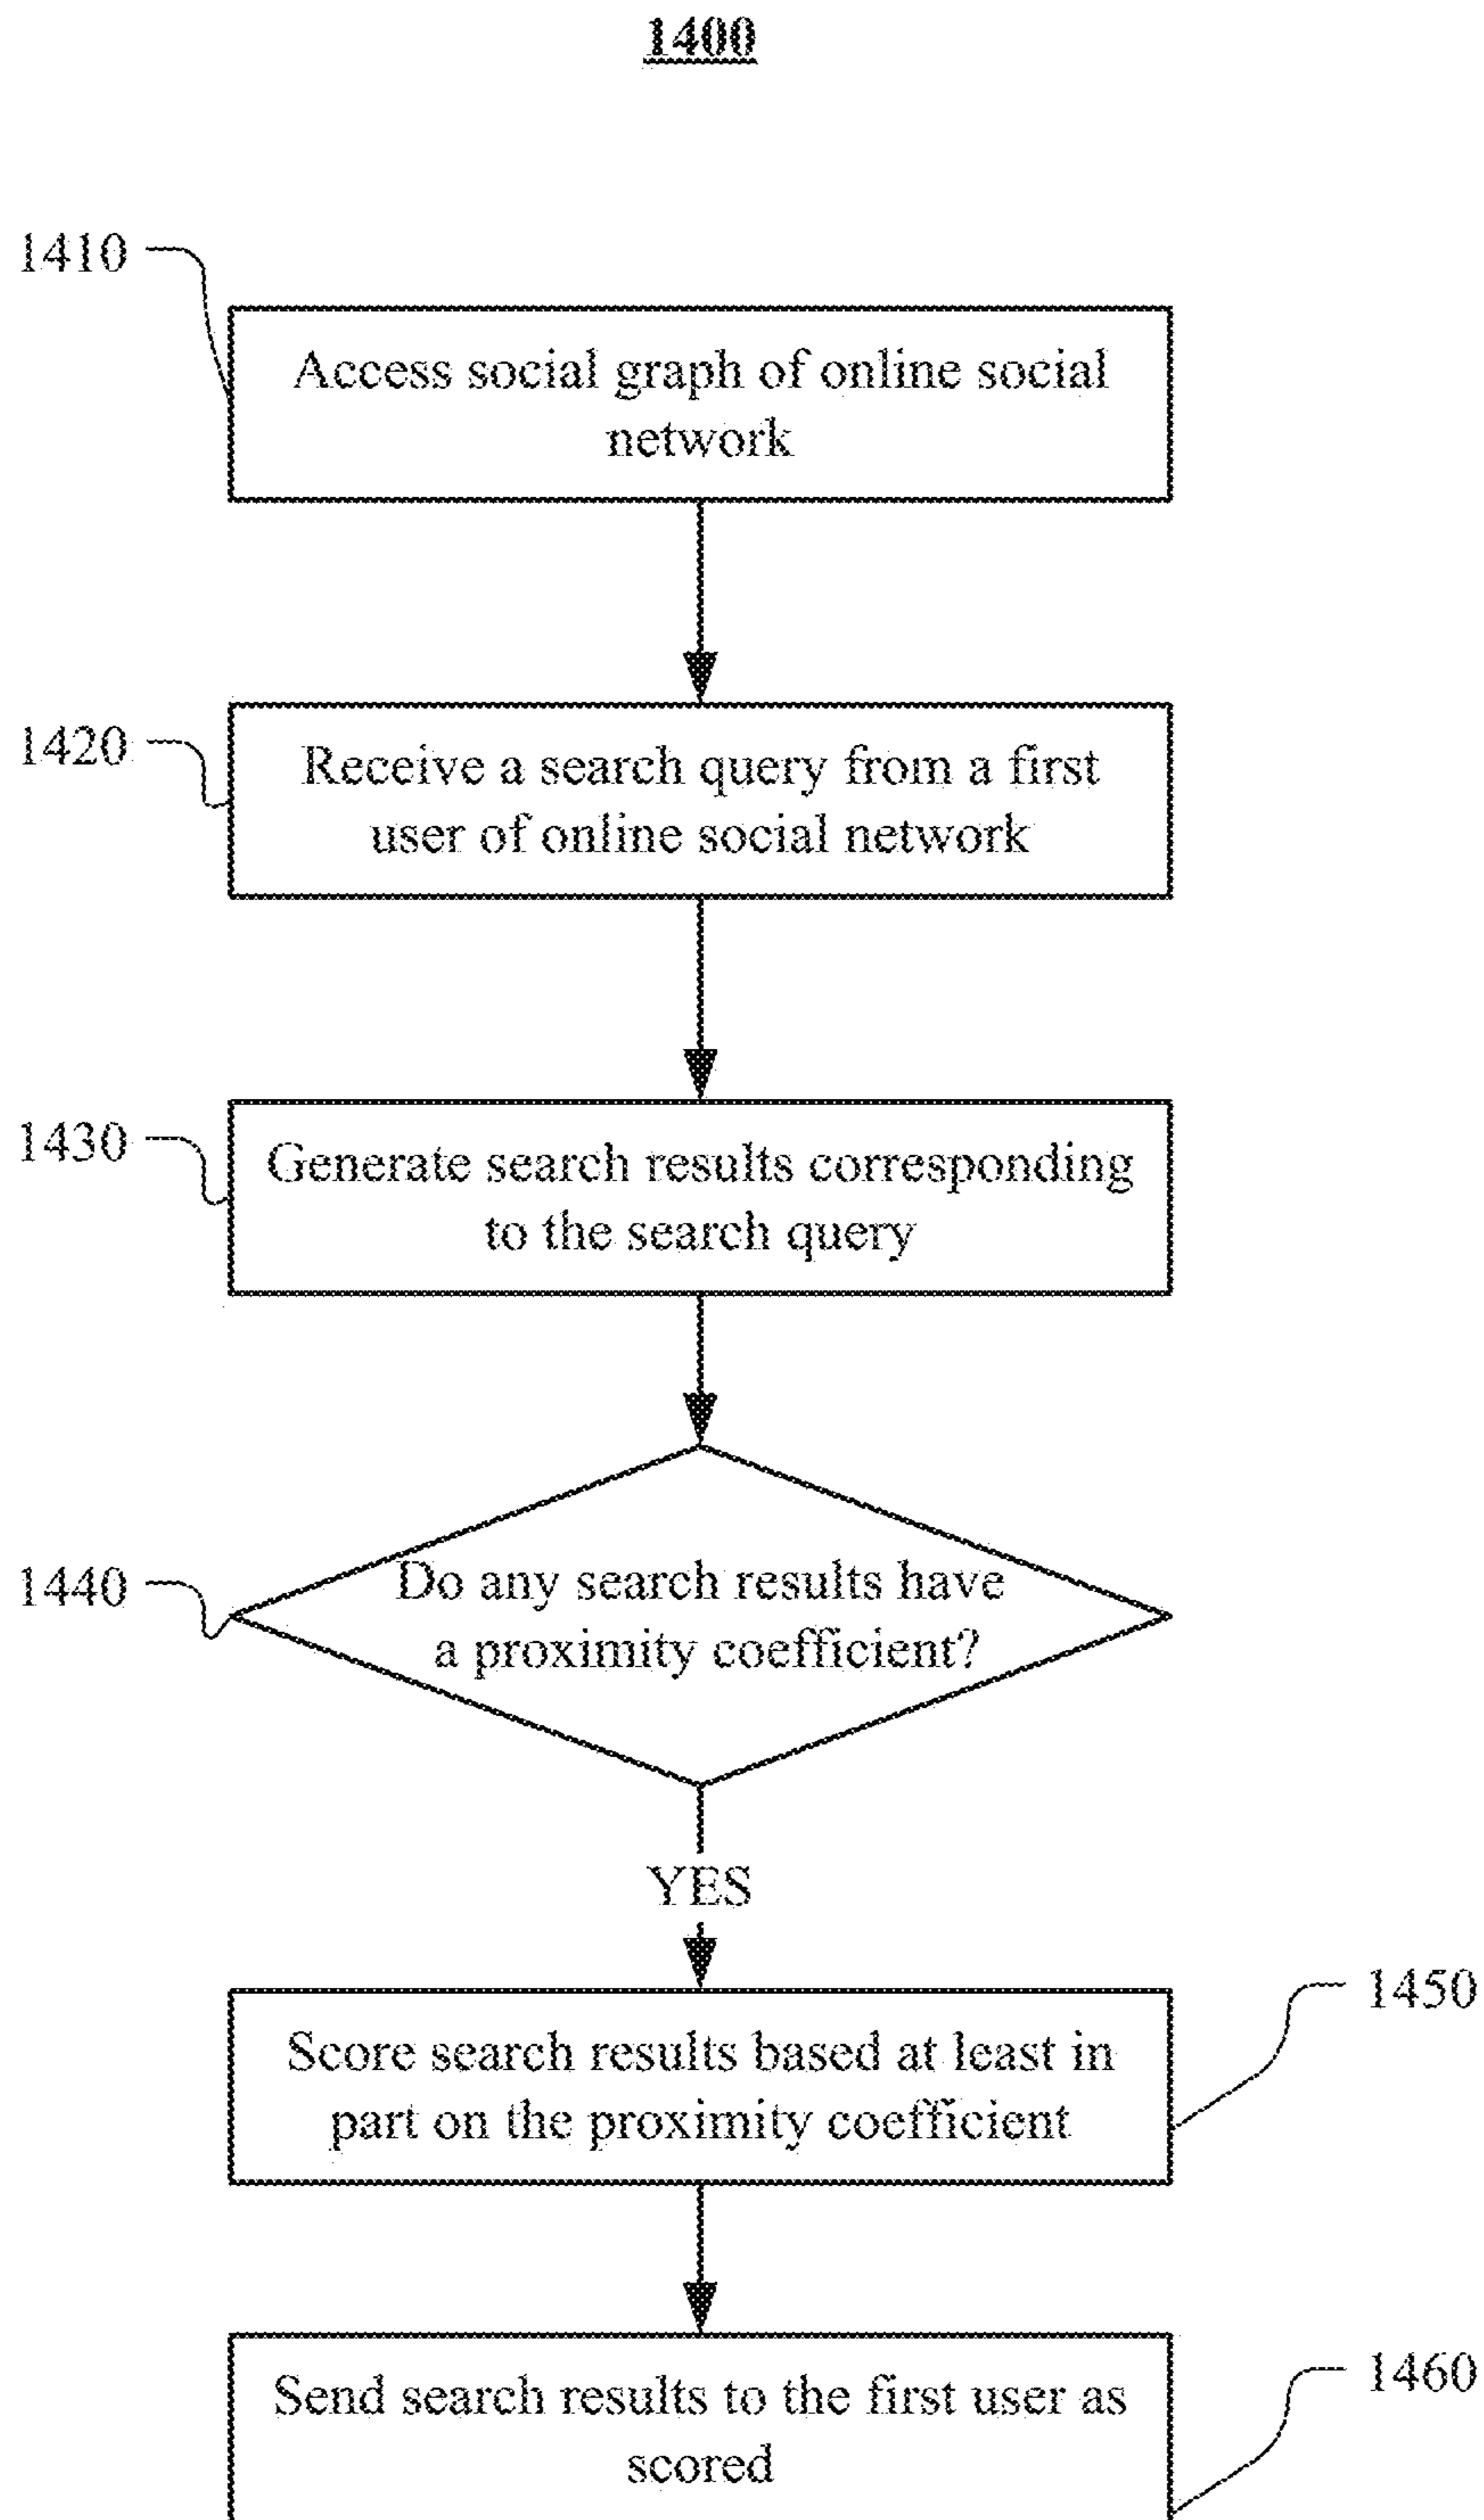 1400
1410
Access social graph of online social
network
1420
Receive a search query from a first
user of online social network
1430
Generate search results corresponding
to the search query
1440
Do any search results have
a proximity coefficient?
YES
1450
Score search results based at least in
part on the proximity coefficient
1460
Send search results to the first user as
scored